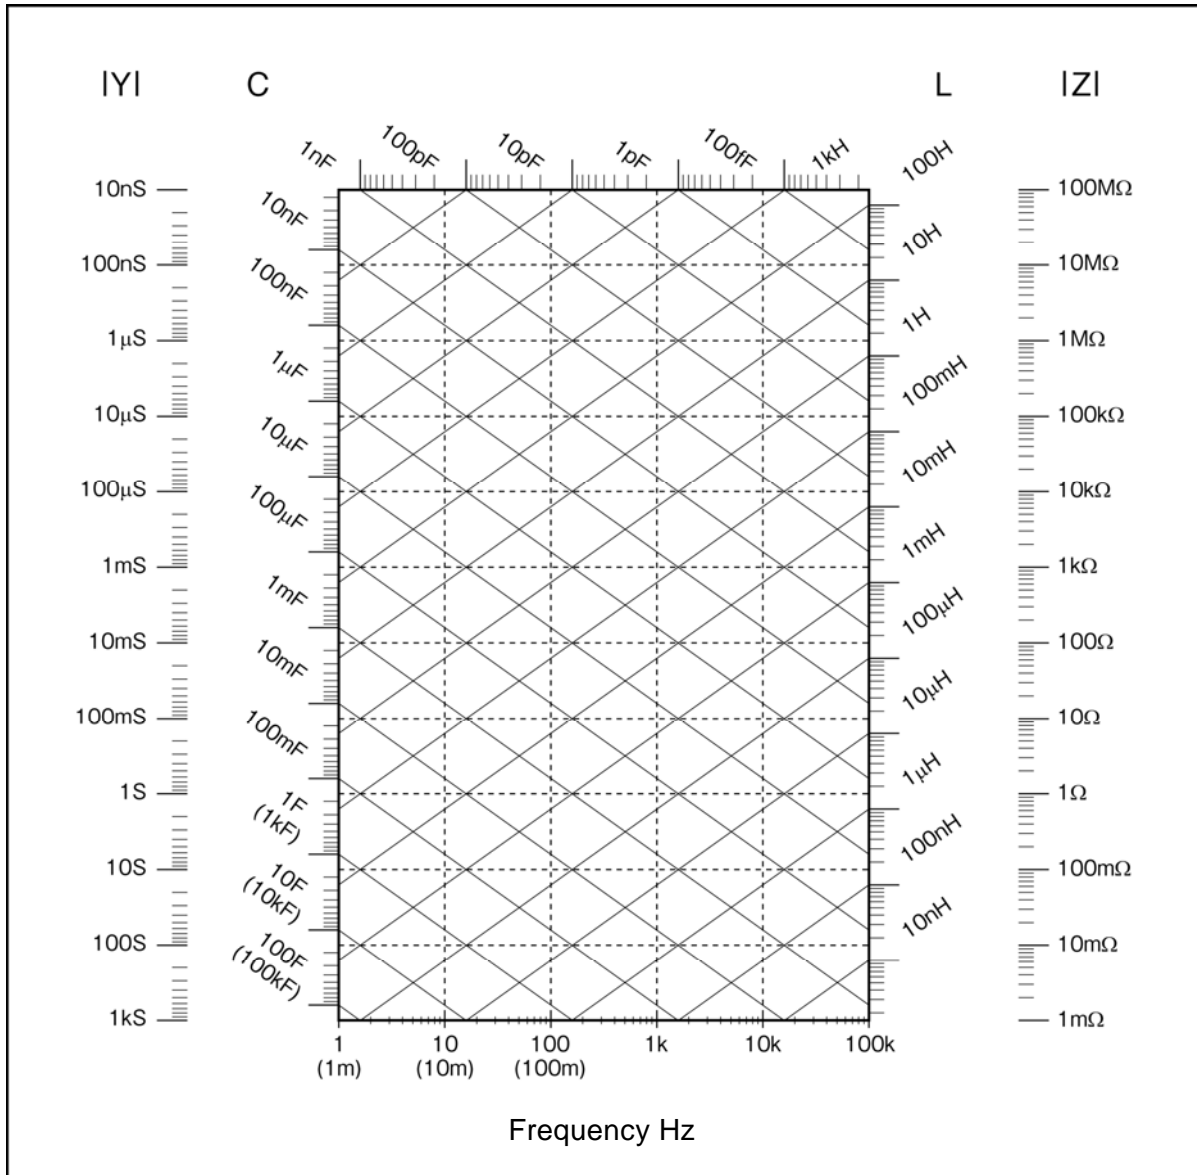 |Y| C L |Z|
1nF 100pF 10pF 1pF 100fF 1kH 100H
10nS
100nS
1µS
10µS
100µS
1mS
10mS
100mS
1S
10S
100S
1kS
10nF
100nF
1µF
10µF
100µF
1mF
10mF
100mF
1F
(1kF)
10F
(10kF)
100F
(100kF)
10H
1H
100mH
10mH
1mH
100µH
10µH
1µH
100nH
10nH
100MΩ
10MΩ
1MΩ
100kΩ
10kΩ
1kΩ
100Ω
10Ω
1Ω
100mΩ
10mΩ
1mΩ
1 10 100 1k 10k 100k
(1m) (10m) (100m)
Frequency Hz